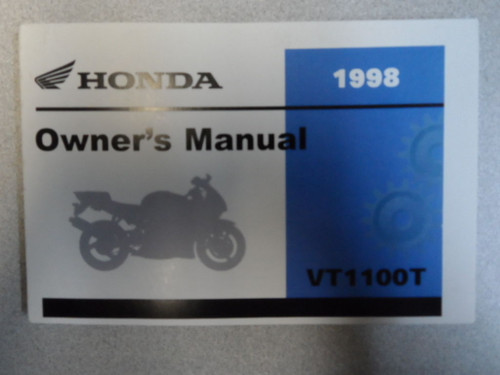 HONDA
1998
Owner's Manual
VT1100T